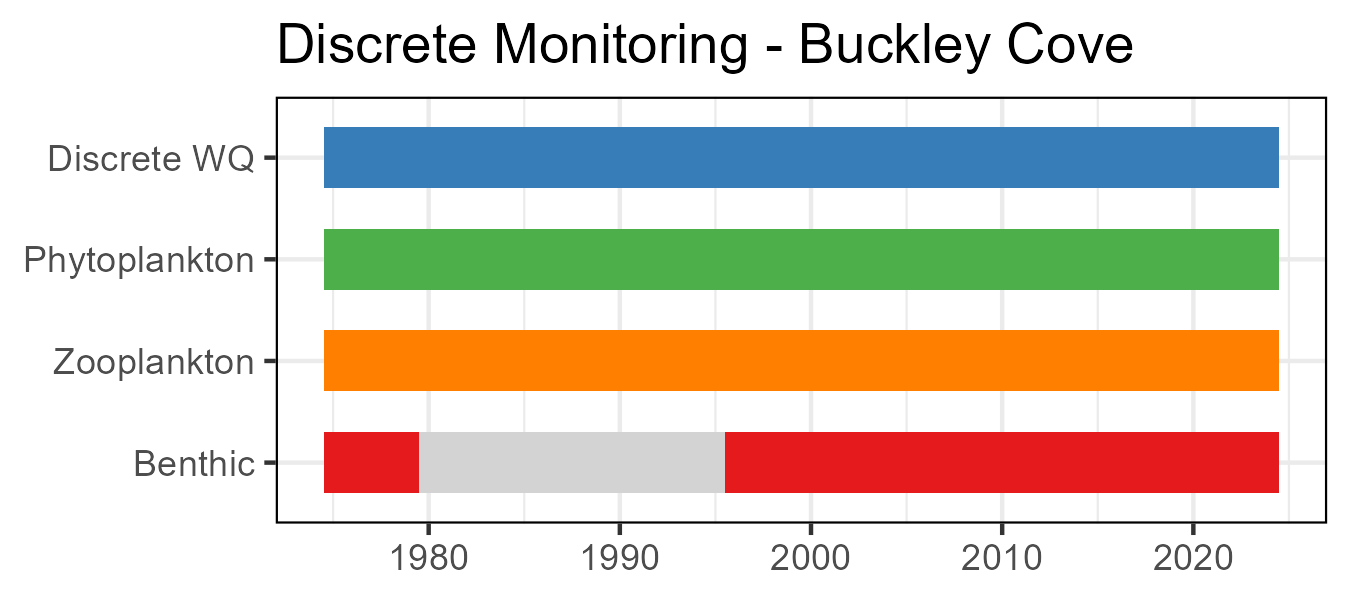 Discrete Monitoring - Buckley Cove
Discrete WQ
Phytoplankton
Zooplankton
Benthic
1980 1990 2000 2010 2020